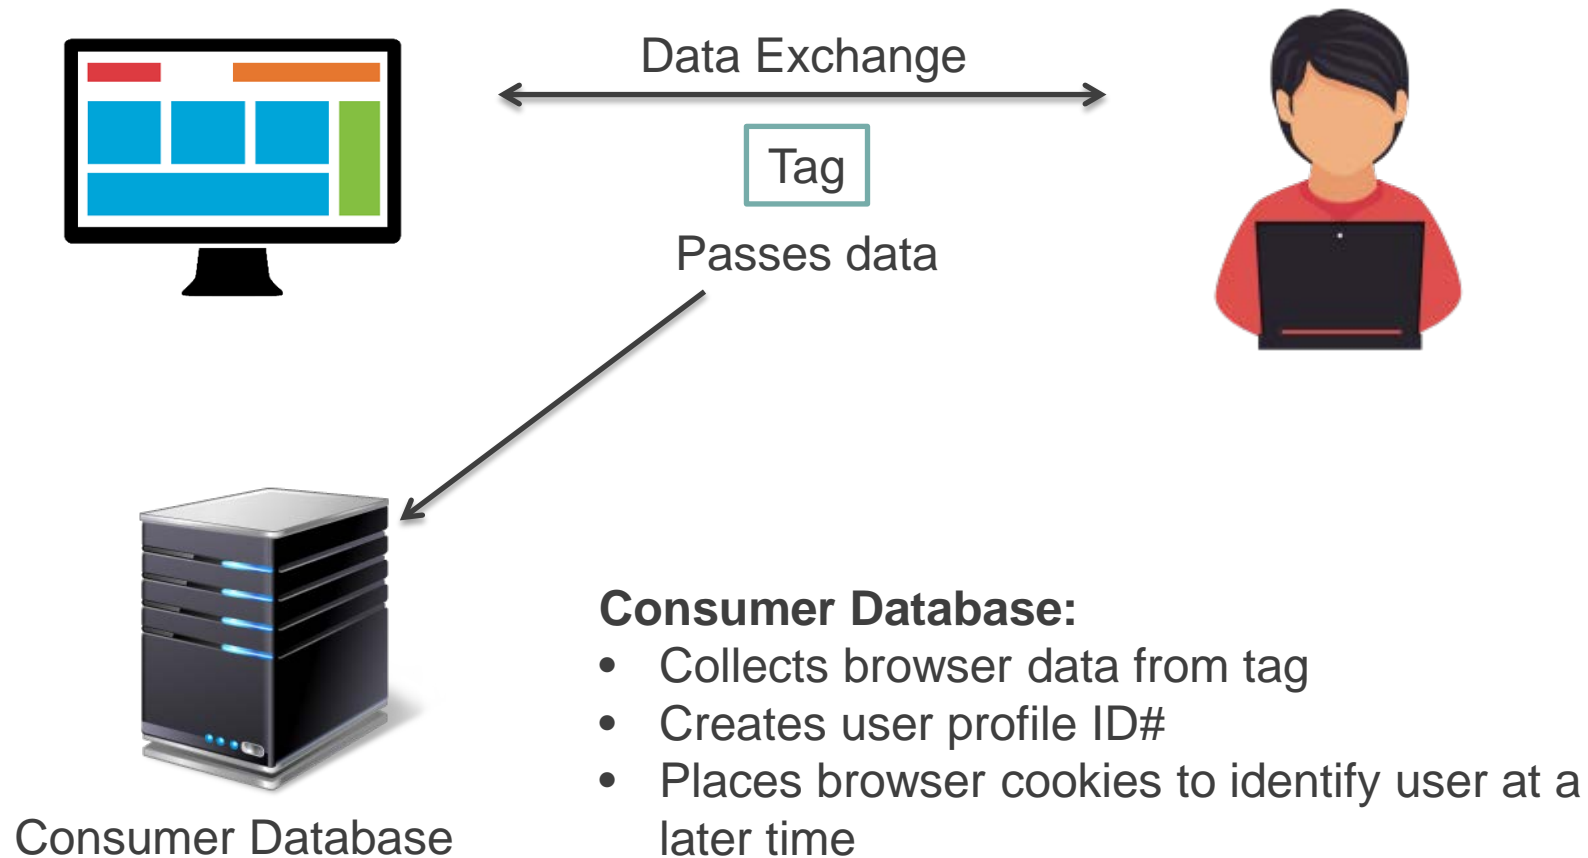 Data Exchange
Tag
Passes data
Consumer Database:
• Collects browser data from tag
• Creates user profile ID#
• Places browser cookies to identify user at a
later time
Consumer Database